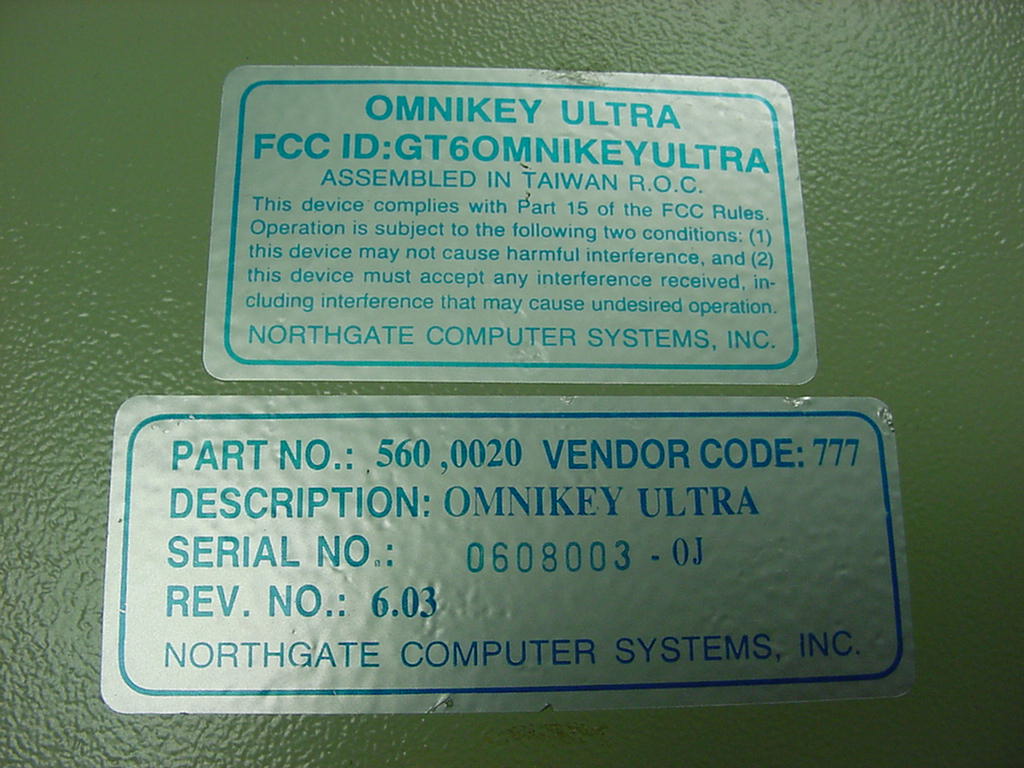 OMNIKEY ULTRA
FCC ID:GT6OMNIKEYULTRA
ASSEMBLED IN TAIWAN R.O.C.
This device complies with Part 15 of the FCC Rules.
Operation is subject to the following two conditions: (1)
this device may not cause harmful interference, and (2)
this device must accept any interference received, in-
cluding interference that may cause undesired operation.
NORTHGATE COMPUTER SYSTEMS, INC.
PART NO.: 560,0020 VENDOR CODE: 777
DESCRIPTION: OMNIKEY ULTRA
SERIAL NO.: 0608003 - 0J
REV. NO.: 6.03
NORTHGATE COMPUTER SYSTEMS, INC.